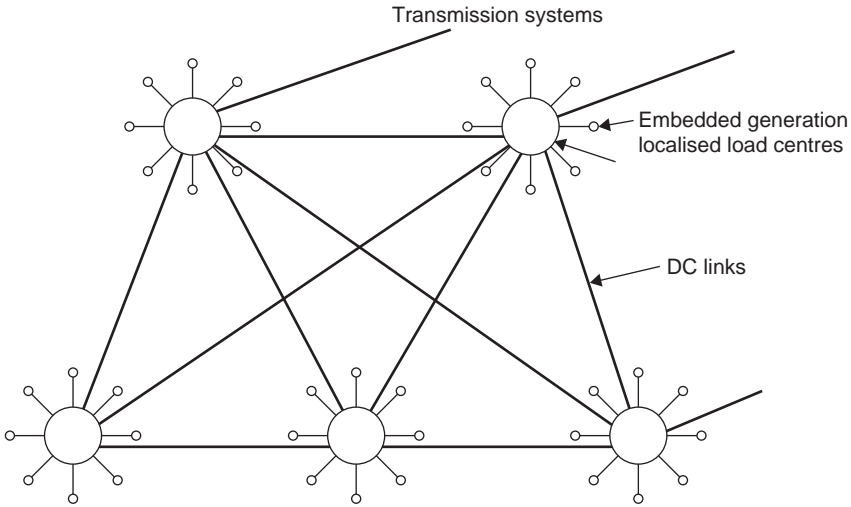 Transmission systems
Embedded generation
localised load centres
DC links